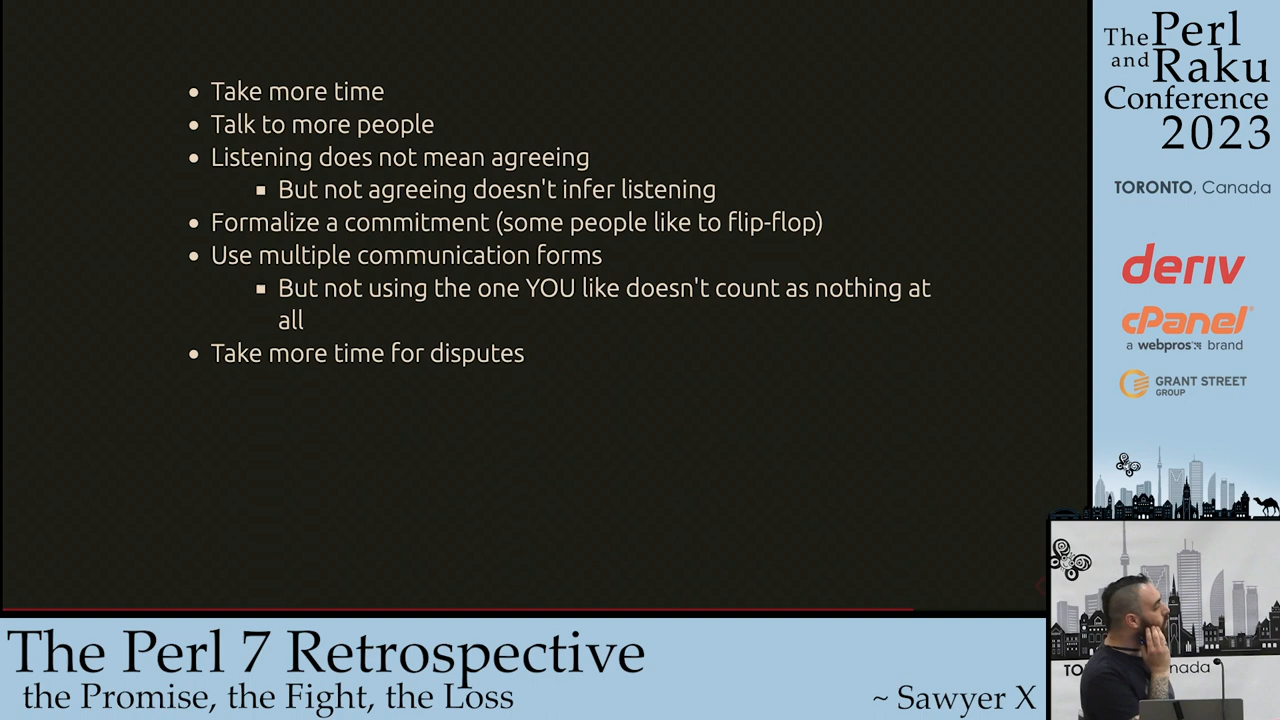 Take more time
Talk to more people
Listening does not mean agreeing
But not agreeing doesn't infer listening
Formalize a commitment (some people like to flip-flop)
Use multiple communication forms
But not using the one YOU like doesn't count as nothing at
all
Take more time for disputes
The Perl
and Raku
Conference
2023
TORONTO, Canada
deriv
cPanel®
a webpros brand
GRANT STREET
GROUP
The Perl 7 Retrospective
the Promise, the Fight, the Loss
~ Sawyer X